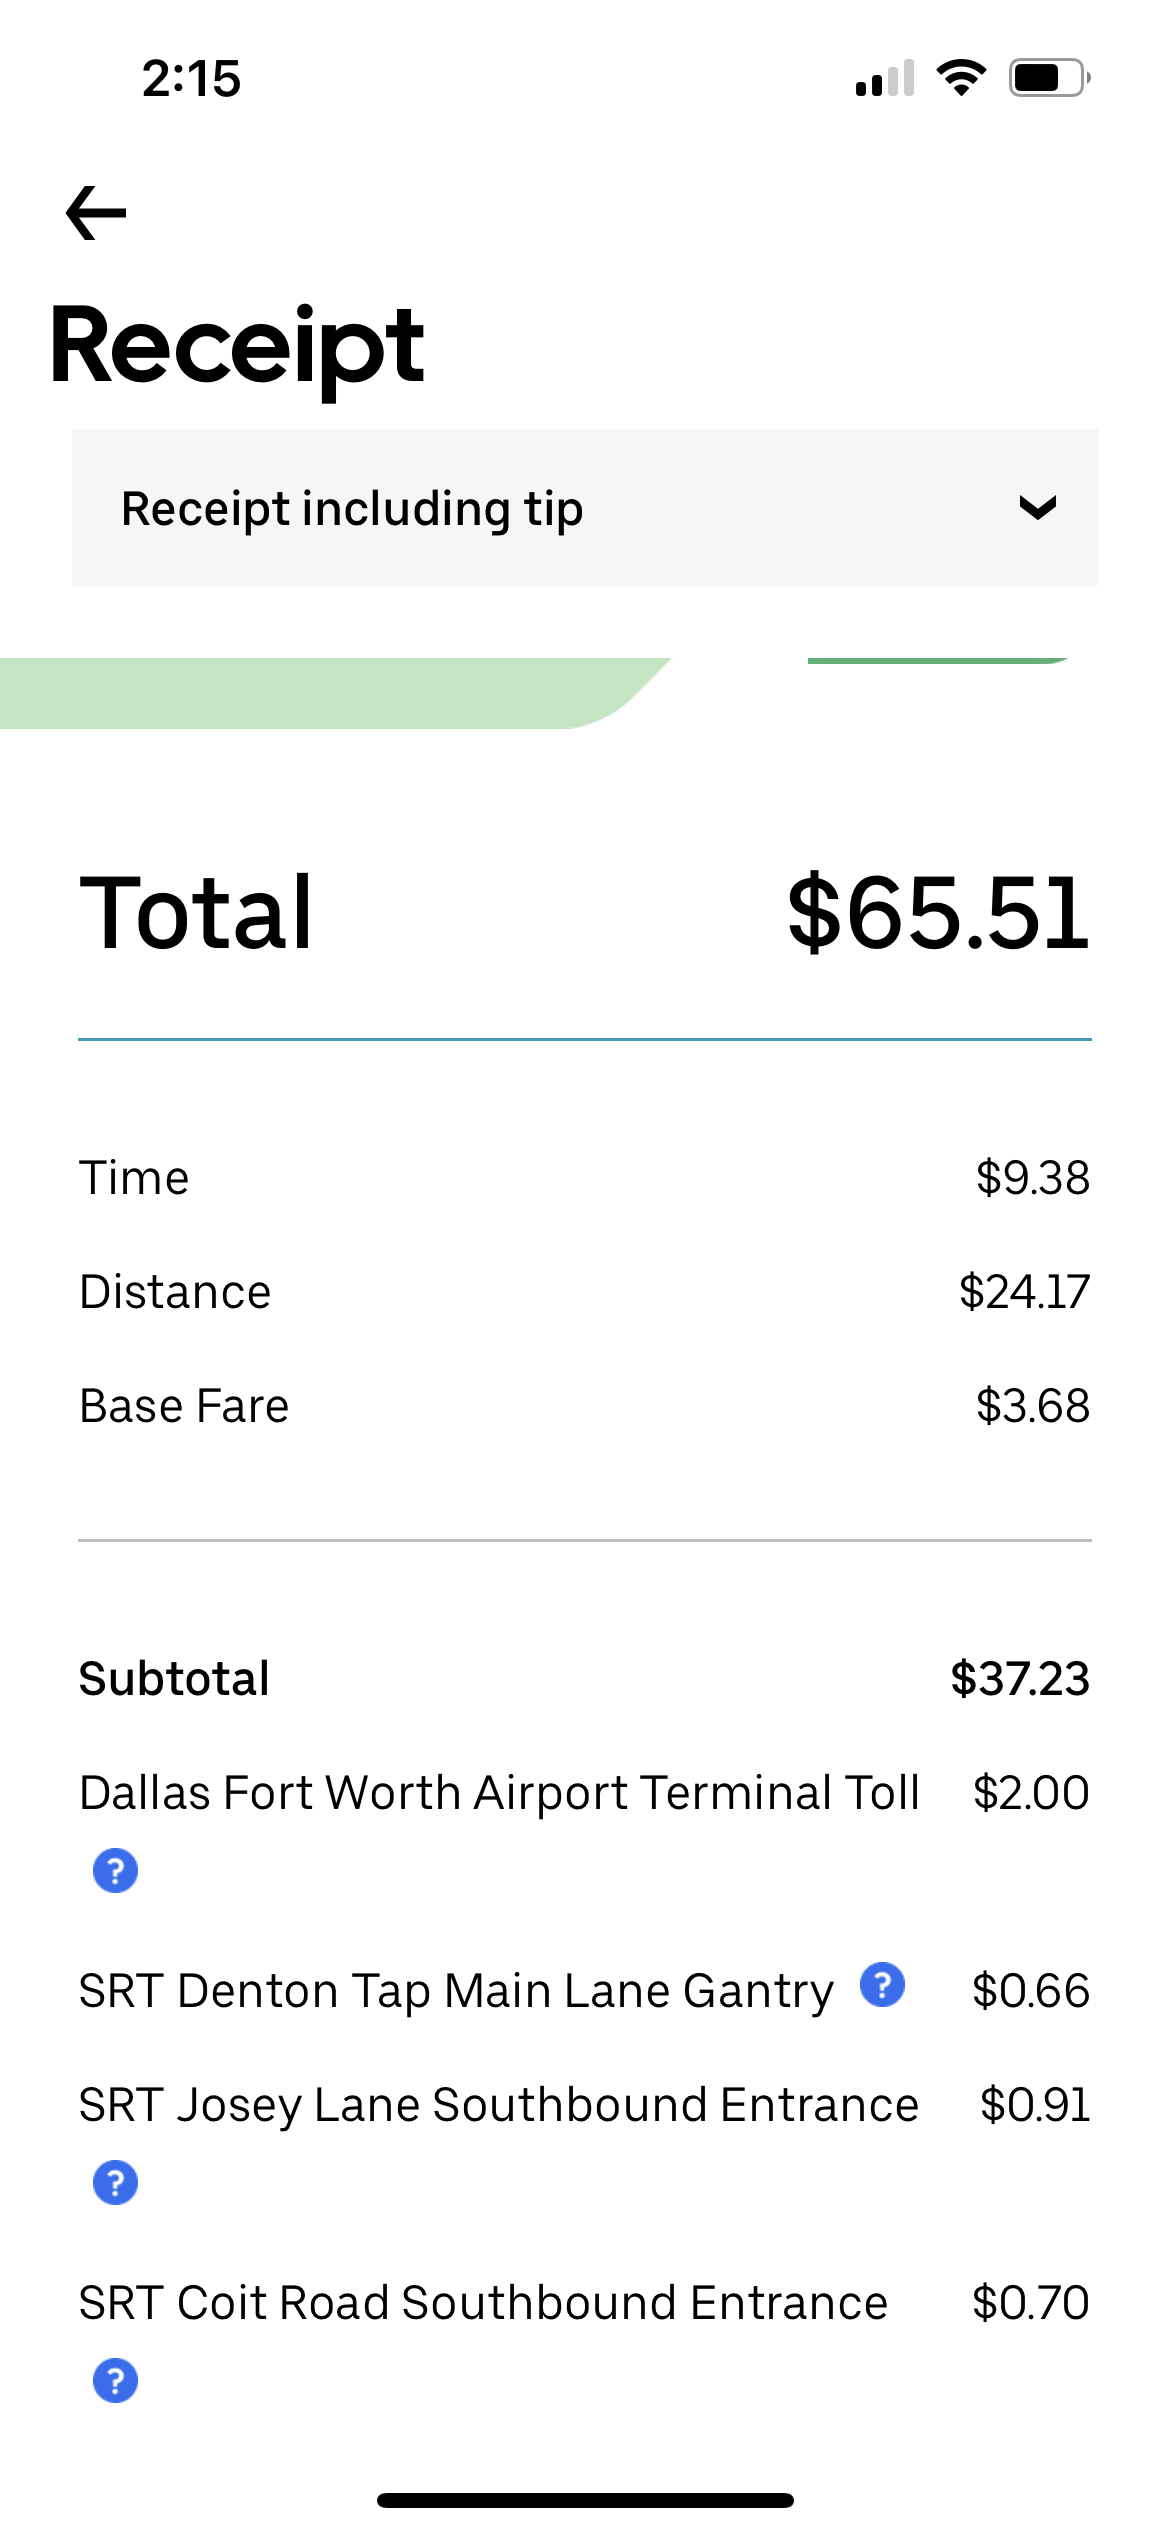 2:15
Receipt
Receipt including tip
Total $65.51
Time $9.38
Distance $24.17
Base Fare $3.68
Subtotal $37.23
Dallas Fort Worth Airport Terminal Toll $2.00
?
SRT Denton Tap Main Lane Gantry ? $0.66
SRT Josey Lane Southbound Entrance $0.91
?
SRT Coit Road Southbound Entrance $0.70
?